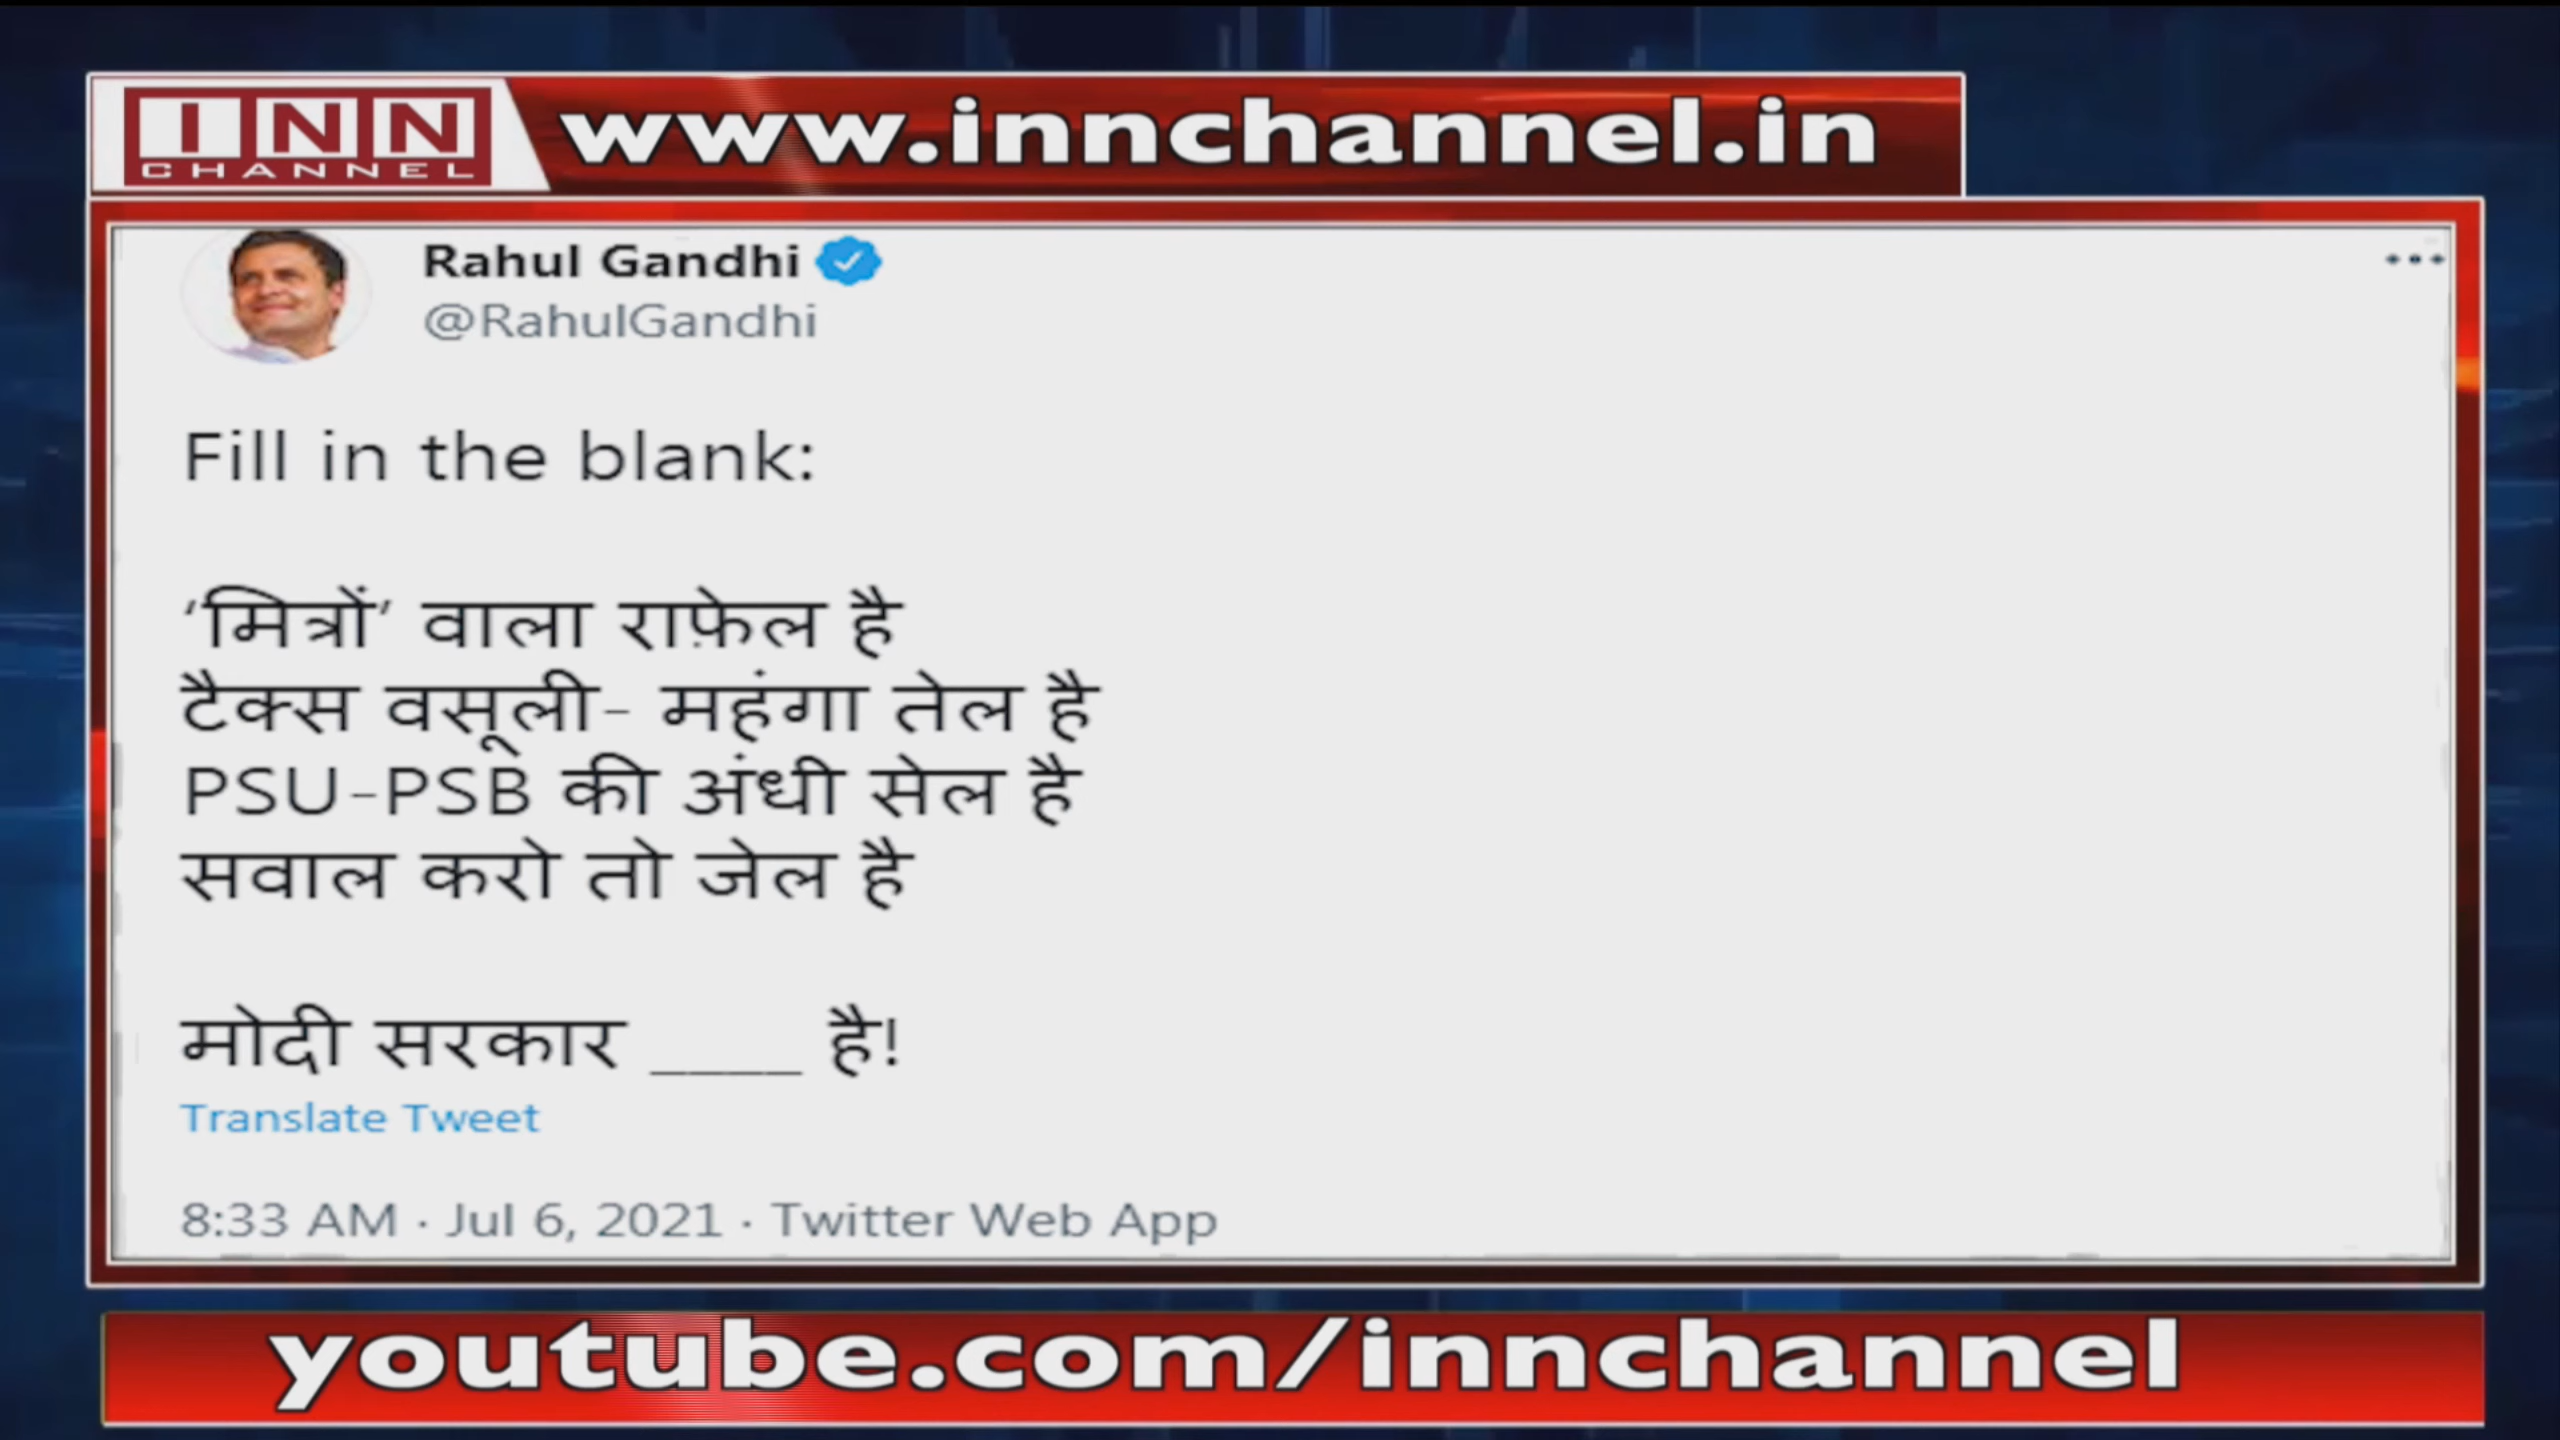 INN
CHANNEL
www.innchannel.in
Rahul Gandhi
@RahulGandhi
Fill in the blank:
‘मित्रों’ वाला राफ़ेल है
टैक्स वसूली- महंगा तेल है
PSU-PSB की अंधी सेल है
सवाल करो तो जेल है
मोदी सरकार ____ है!
Translate Tweet
8:33 AM · Jul 6, 2021 · Twitter Web App
youtube.com/innchannel